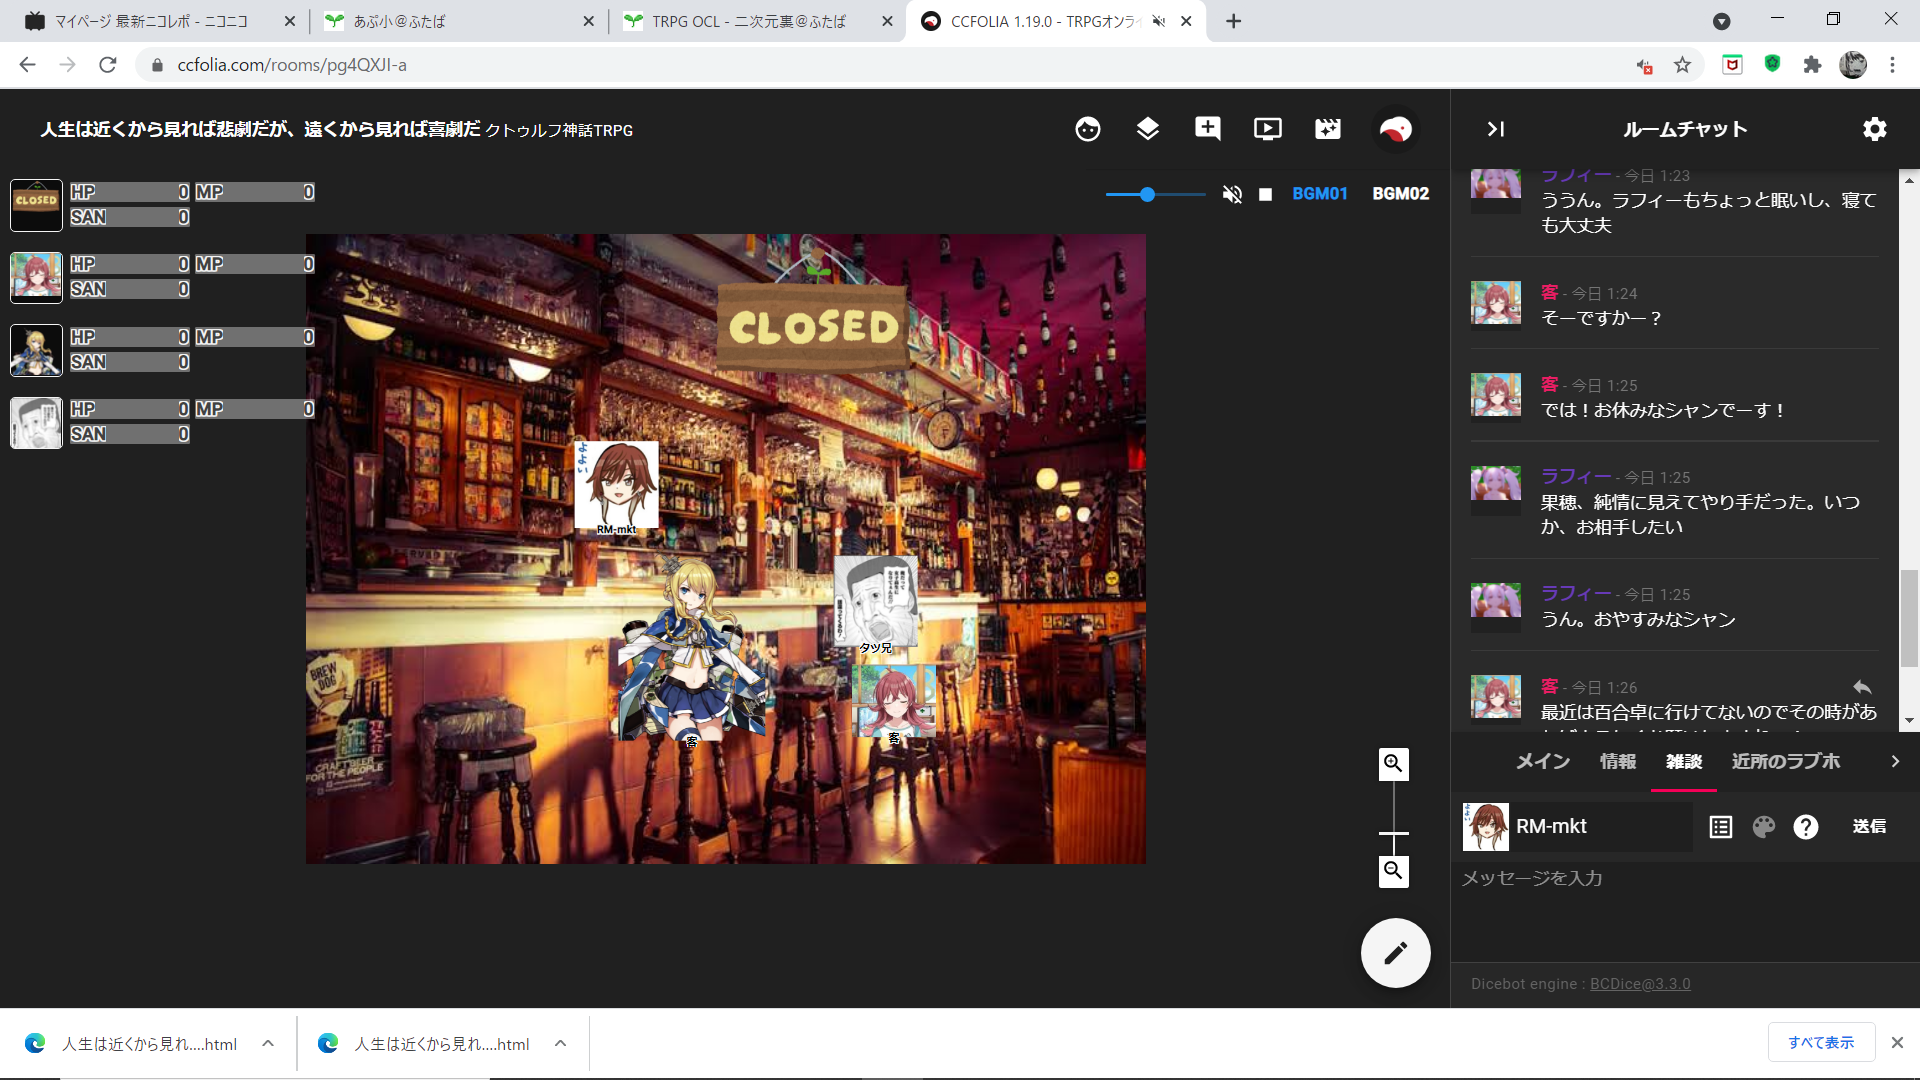 マイページ 最新ニコレポ - ニコニコ
あぷ小＠ふたば
TRPG OCL - 二次元裏＠ふたば
CCFOLIA 1.19.0 - TRPGオンライ
ccfolia.com/rooms/pg4QXJI-a
人生は近くから見れば悲劇だが、遠くから見れば喜劇だ クトゥルフ神話TRPG
ルームチャット
BGM01
BGM02
CLOSED
HP 0 MP 0
SAN 0
HP 0 MP 0
SAN 0
HP 0 MP 0
SAN 0
HP 0 MP 0
SAN 0
CLOSED
よよい
RM-mkt
タツ兄
客
客
BREW DOG
CRAFT BEER
FOR THE PEOPLE
ラフィー - 今日 1:23
ううん。ラフィーもちょっと眠いし、寝て
も大丈夫
客 - 今日 1:24
そーですかー？
客 - 今日 1:25
では！お休みなシャンでーす！
ラフィー - 今日 1:25
果穂、純情に見えてやり手だった。いつ
か、お相手したい
ラフィー - 今日 1:25
うん。おやすみなシャン
客 - 今日 1:26
最近は百合卓に行けてないのでその時があ
メイン
情報
雑談
近所のラブホ
RM-mkt
送信
メッセージを入力
Dicebot engine : BCDice@3.3.0
人生は近くから見れ....html
人生は近くから見れ....html
すべて表示